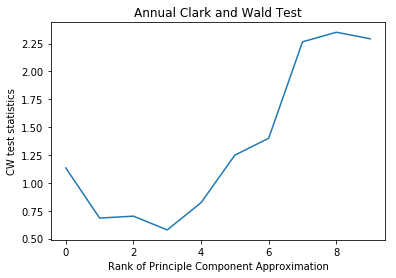 Annual Clark and Wald Test
CW test statistics
2.25
2.00
1.75
1.50
1.25
1.00
0.75
0.50
0 2 4 6 8
Rank of Principle Component Approximation